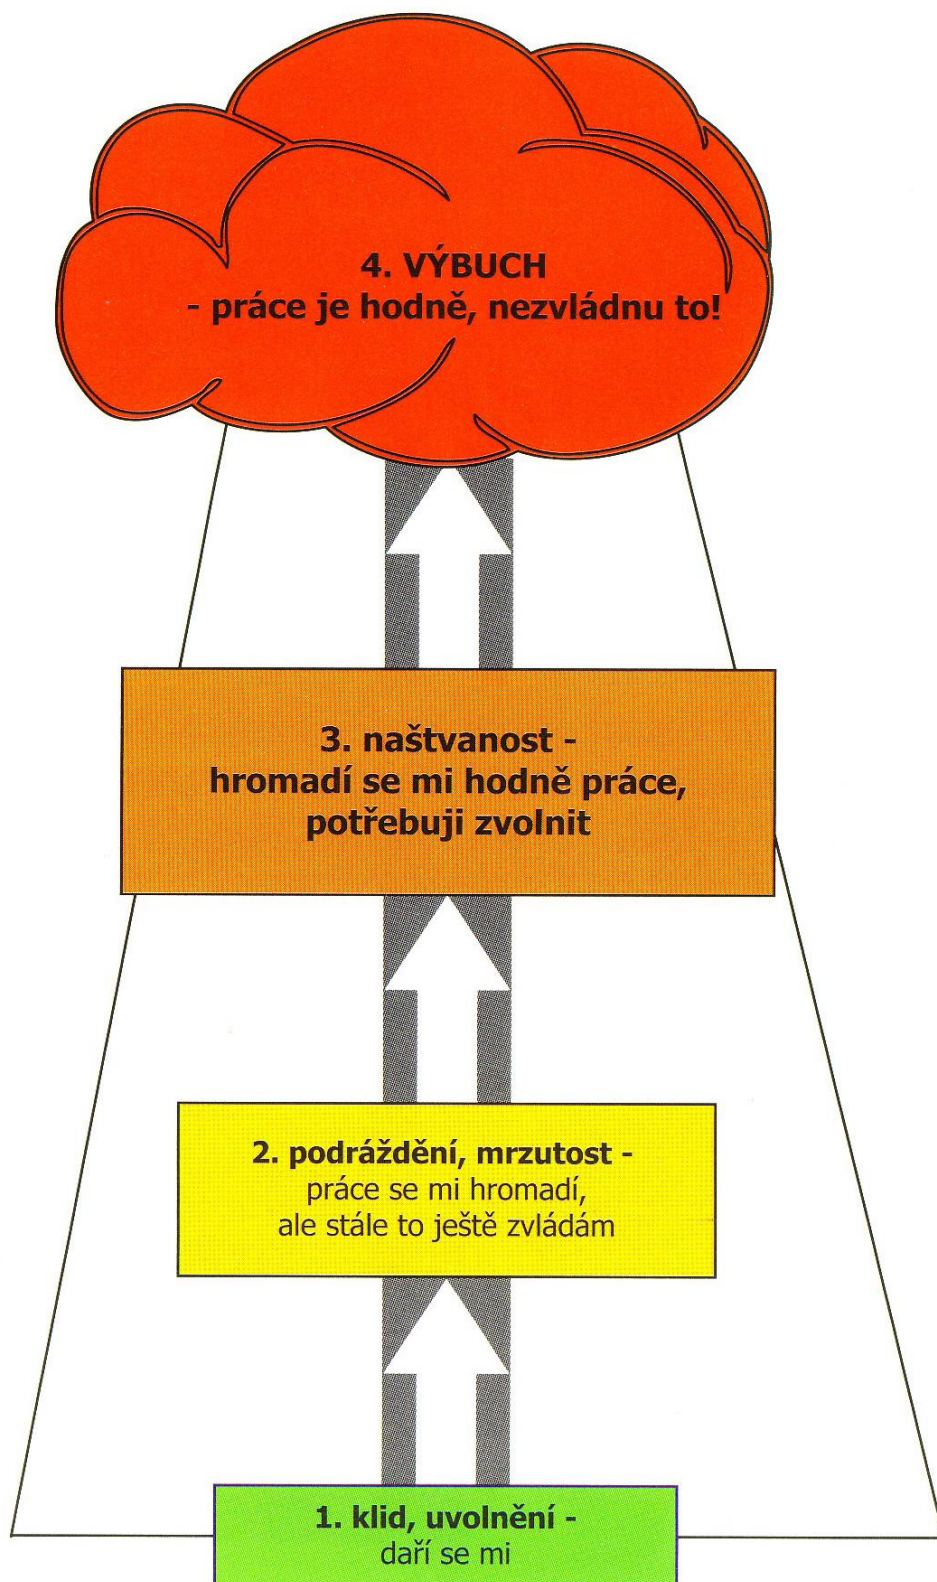 4. VÝBUCH
- práce je hodně, nezvládnu to!
3. naštvanost -
hromadí se mi hodně práce,
potřebuji zvolnit
2. podráždění, mrzutost -
práce se mi hromadí,
ale stále to ještě zvládám
1. klid, uvolnění -
daří se mi